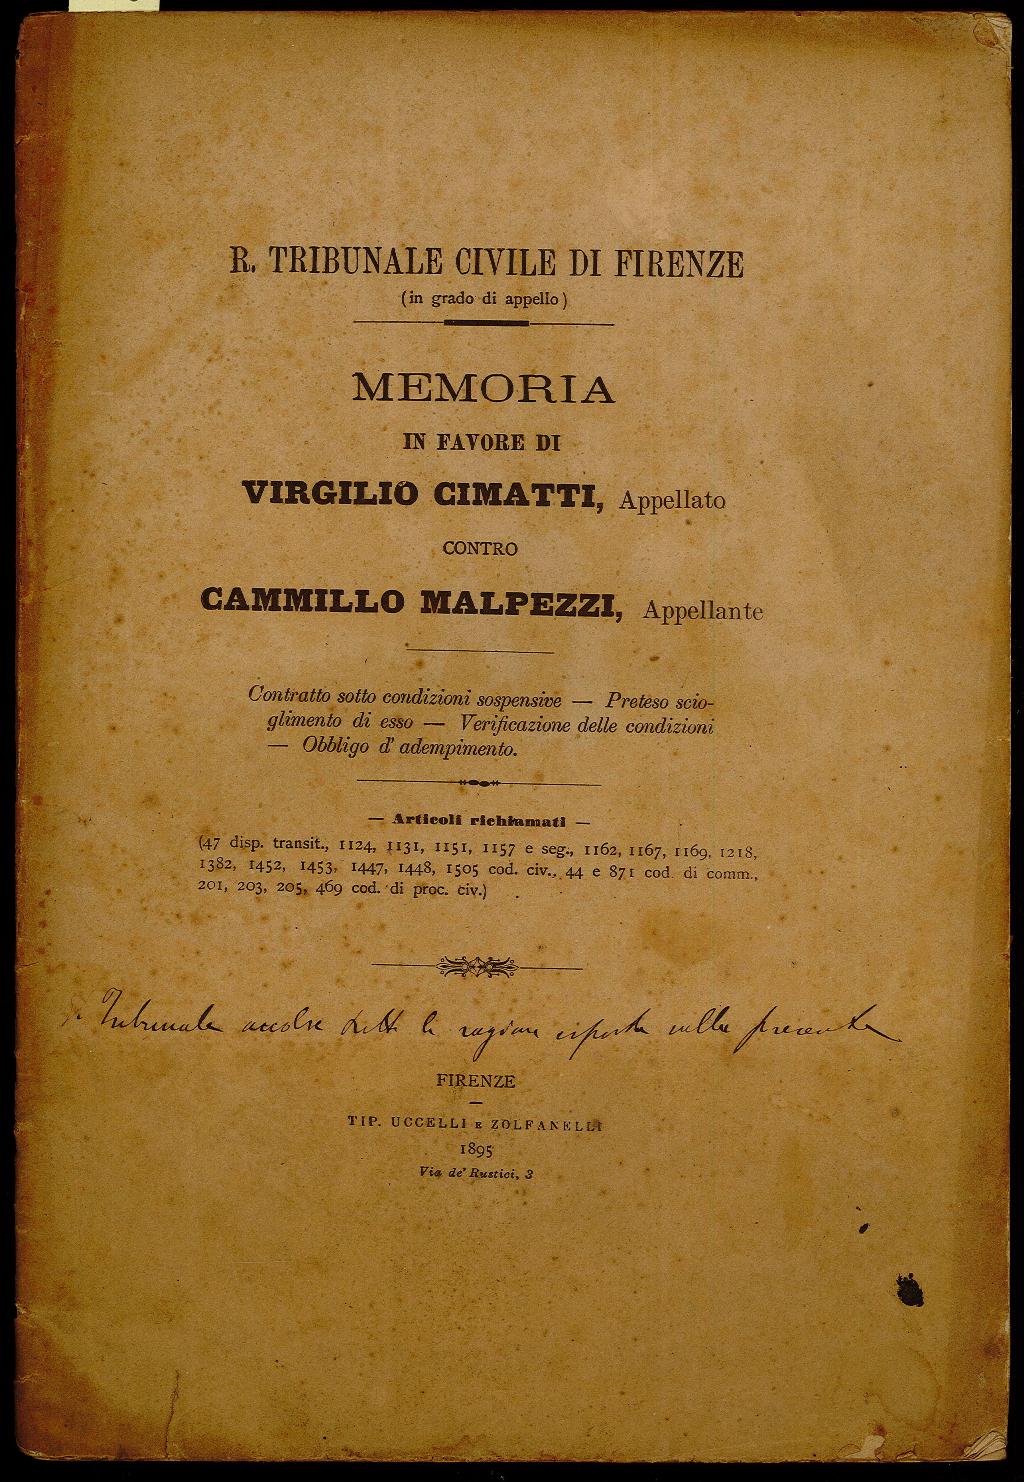 R. TRIBUNALE CIVILE DI FIRENZE
(in grado di appello)
MEMORIA
IN FAVORE DI
VIRGILIO CIMATTI, Appellato
CONTRO
CAMMILLO MALPEZZI, Appellante
Contratto sotto condizioni sospensive — Preteso scio-
glimento di esso — Verificazione delle condizioni
— Obbligo d' adempimento.
— Articoli richiamati —
(47 disp. transit., 1124, 1131, 1151, 1157 e seg., 1162, 1167, 1169, 1218,
1382, 1452, 1453, 1447, 1448, 1505 cod. civ., 44 e 871 cod. di comm.,
201, 203, 205, 469 cod. di proc. civ.)
Tribunale accolse tutte le ragioni esposte nella presente
FIRENZE
TIP. UCCELLI E ZOLFANELLI
1895
Via de' Rustici, 3